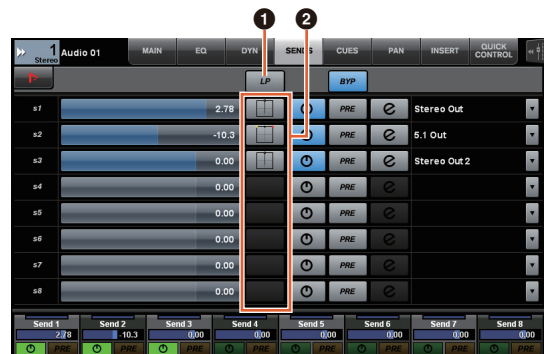 1 2
1 Stereo Audio 01 MAIN EQ DYN SENDS CUES PAN INSERT QUICK CONTROL
LP BYP
s1 2.78 PRE e Stereo Out
s2 -10.3 PRE e 5.1 Out
s3 0.00 PRE e Stereo Out 2
s4 0.00 PRE e
s5 0.00 PRE e
s6 0.00 PRE e
s7 0.00 PRE e
s8 0.00 PRE e
Send 1 Send 2 Send 3 Send 4 Send 5 Send 6 Send 7 Send 8
2.78 -10.3 0.00 0.00 0.00 0.00 0.00 0.00
PRE PRE PRE PRE PRE PRE PRE PRE